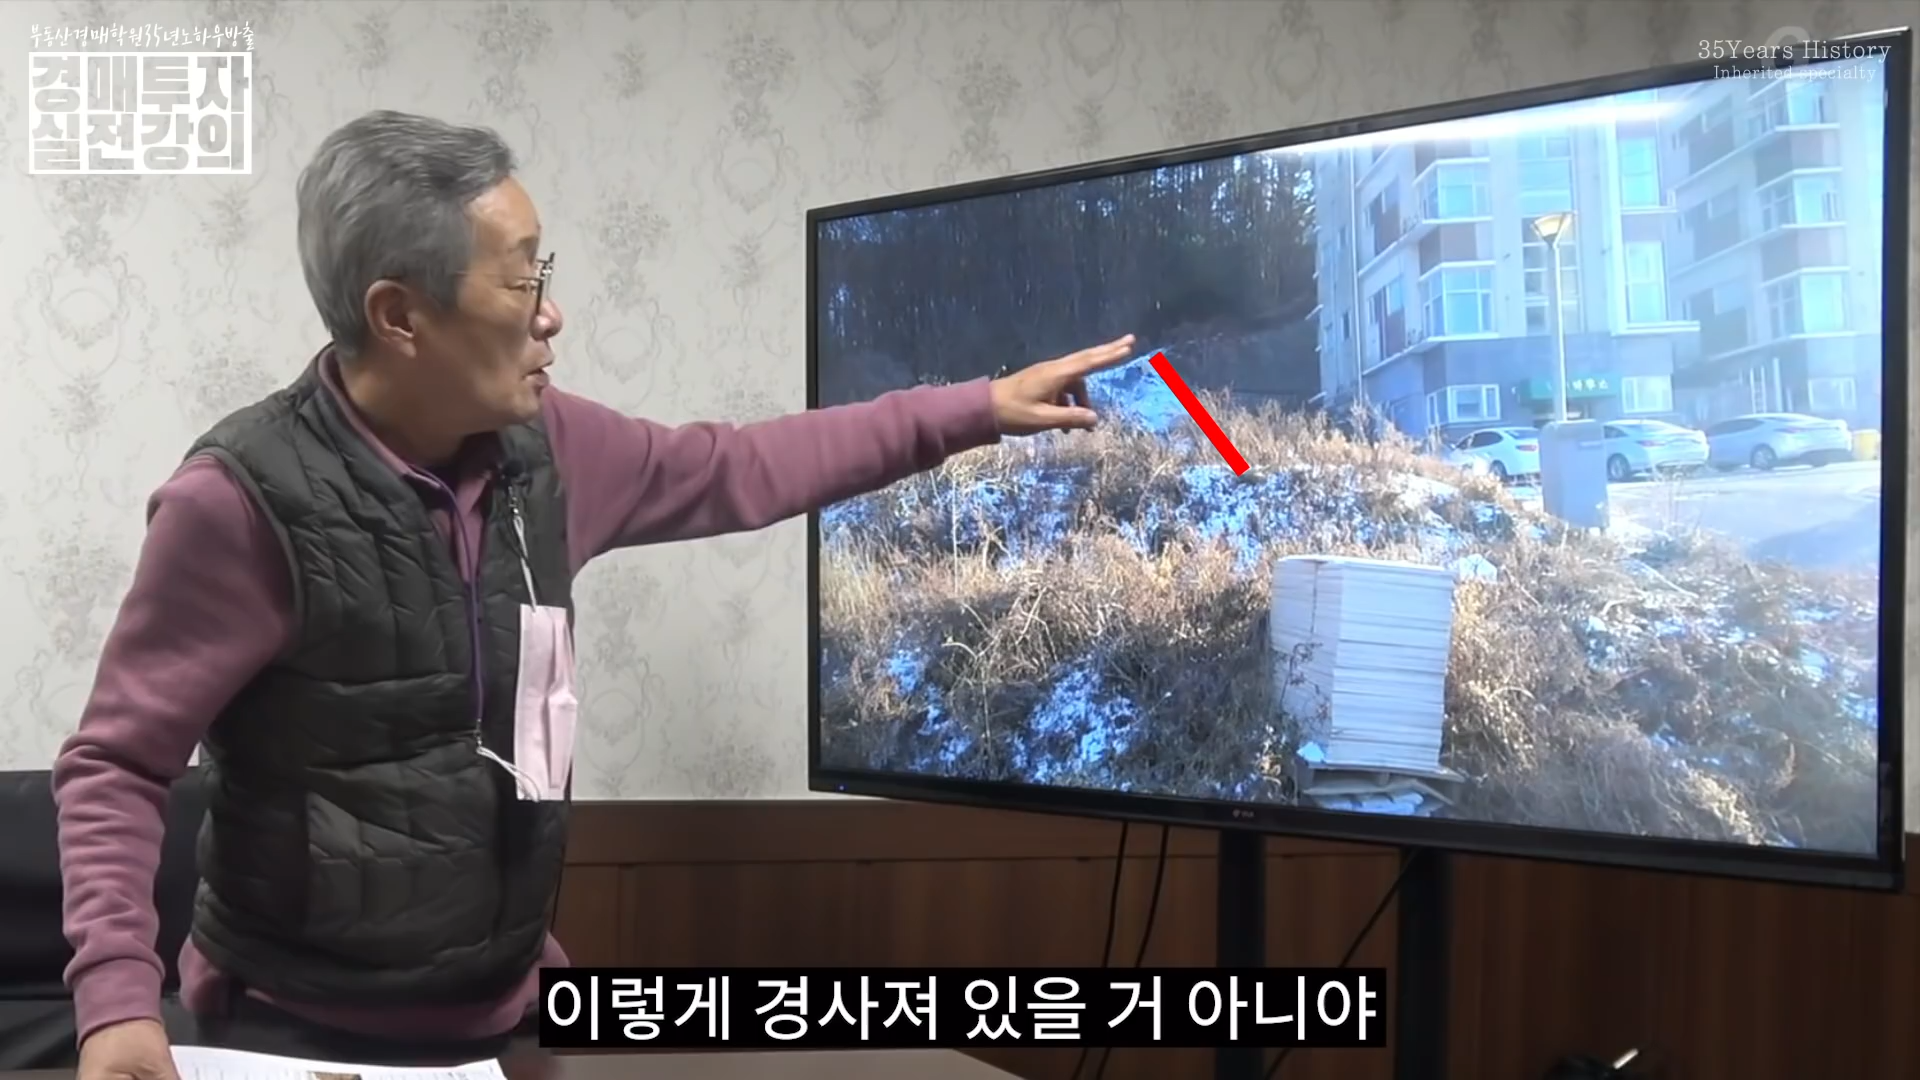 부동산경매학원35년노하우방출
경매투자
실전강의
35Years History
Inherited specialty
이렇게 경사져 있을 거 아니야